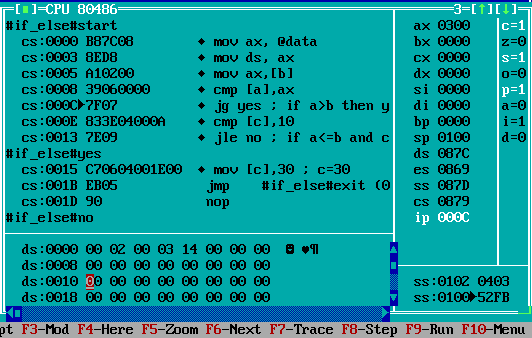 [■]=CPU 80486 3=[↑][↓]
#if_else#start
cs:0000 B87C08 ♦ mov ax, @data
cs:0003 8ED8 ♦ mov ds, ax
cs:0005 A10200 ♦ mov ax,[b]
cs:0008 39060000 ♦ cmp [a],ax
cs:000C►7F07 ♦ jg yes ; if a>b then y
cs:000E 833E04000A ♦ cmp [c],10
cs:0013 7E09 ♦ jle no ; if a<=b and c
#if_else#yes
cs:0015 C70604001E00 ♦ mov [c],30 ; c=30
cs:001B EB05 jmp #if_else#exit (0
cs:001D 90 nop
#if_else#no
ax 0300 c=1
bx 0000 z=0
cx 0000 s=1
dx 0000 o=0
si 0000 p=1
di 0000 a=0
bp 0000 i=1
sp 0100 d=0
ds 087C
es 0869
ss 087D
cs 0879
ip 000C
ds:0000 00 02 00 03 14 00 00 00 ☻ ♥¶
ds:0008 00 00 00 00 00 00 00 00
ds:0010 00 00 00 00 00 00 00 00
ds:0018 00 00 00 00 00 00 00 00
ss:0102 0403
ss:0100►52FB
pt F3-Mod F4-Here F5-Zoom F6-Next F7-Trace F8-Step F9-Run F10-Menu